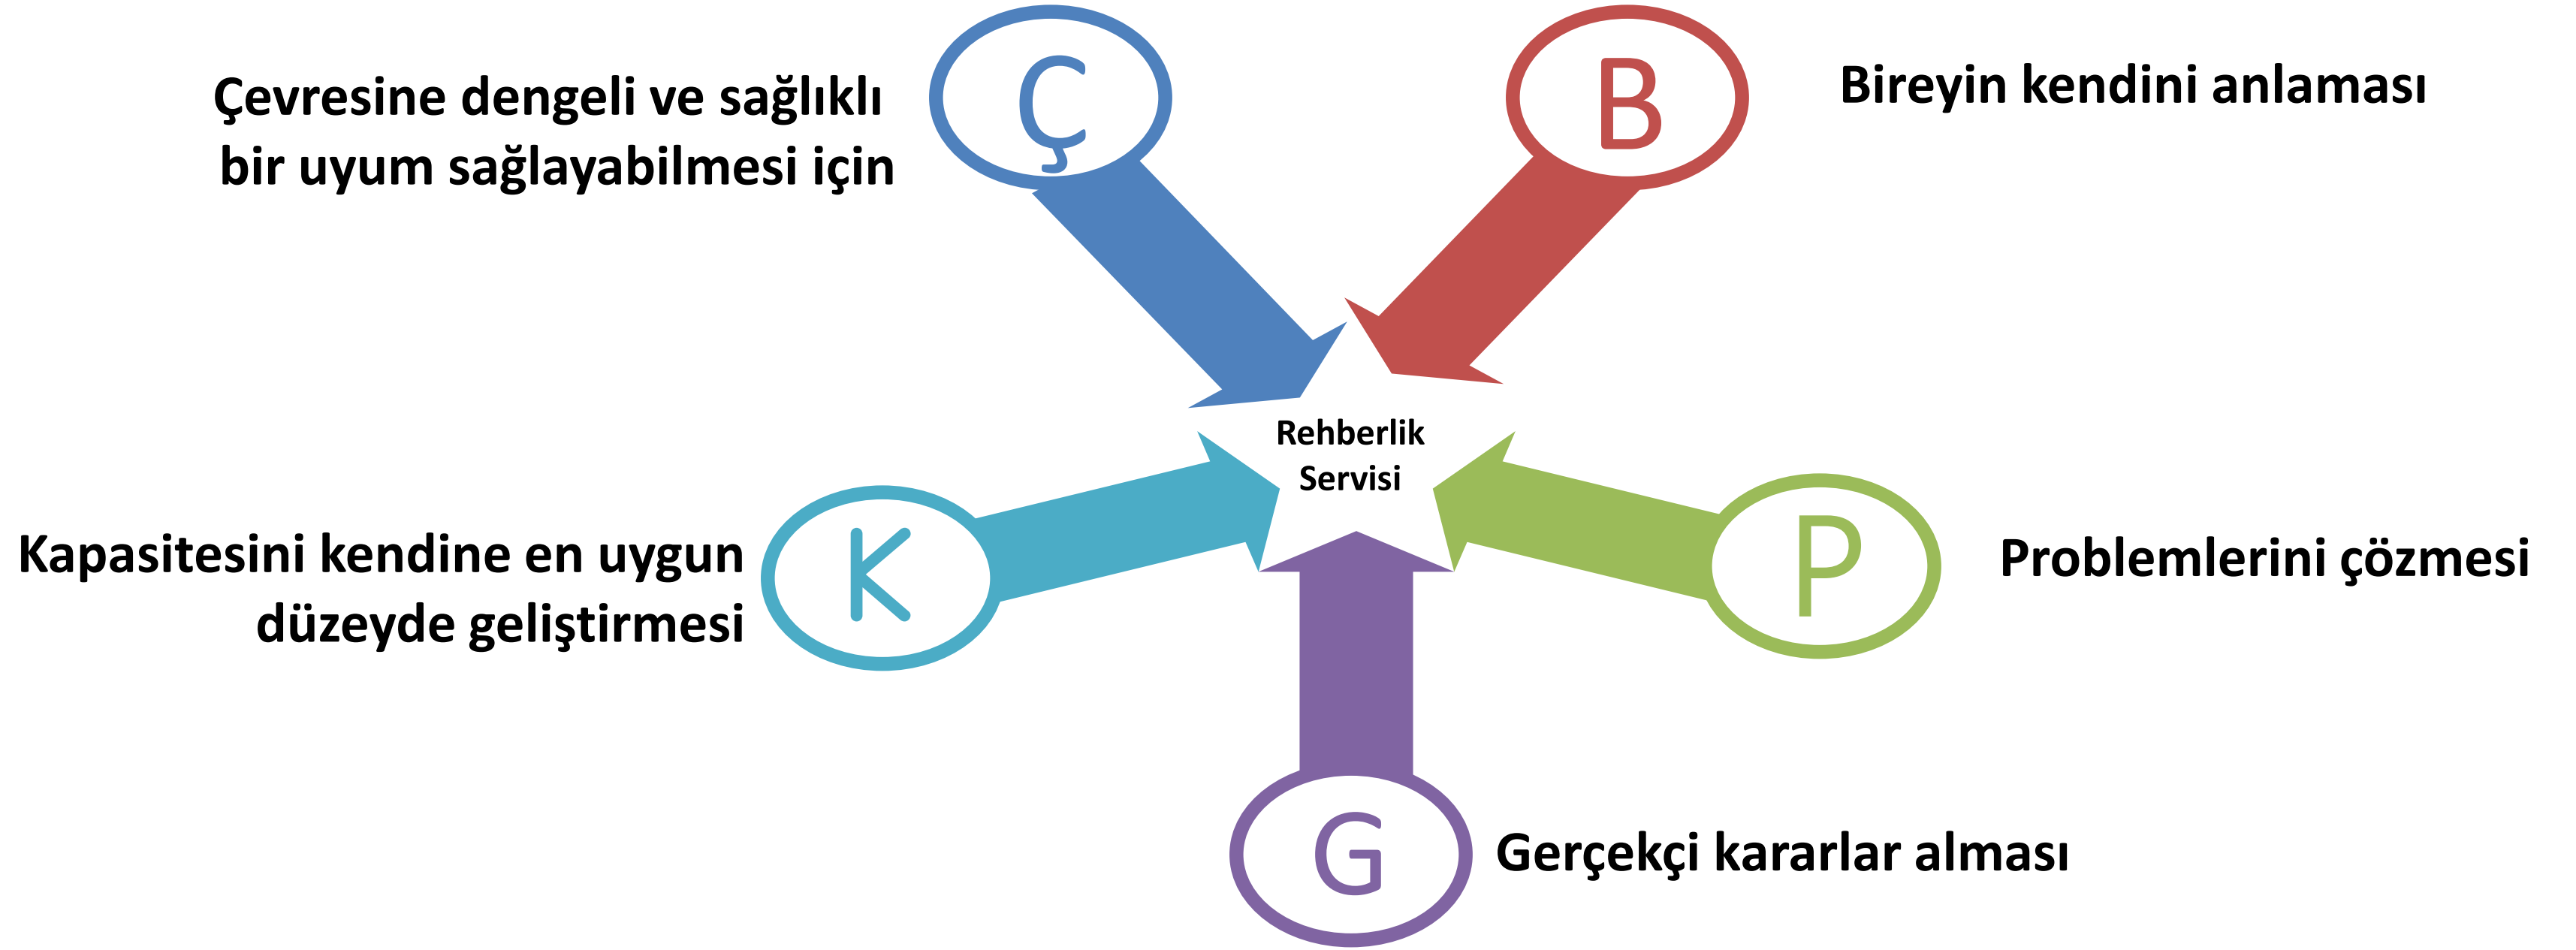 Ç
Çevresine dengeli ve sağlıklı
bir uyum sağlayabilmesi için
B
Bireyin kendini anlaması
Rehberlik
Servisi
K
Kapasitesini kendine en uygun
düzeyde geliştirmesi
P
Problemlerini çözmesi
G
Gerçekçi kararlar alması